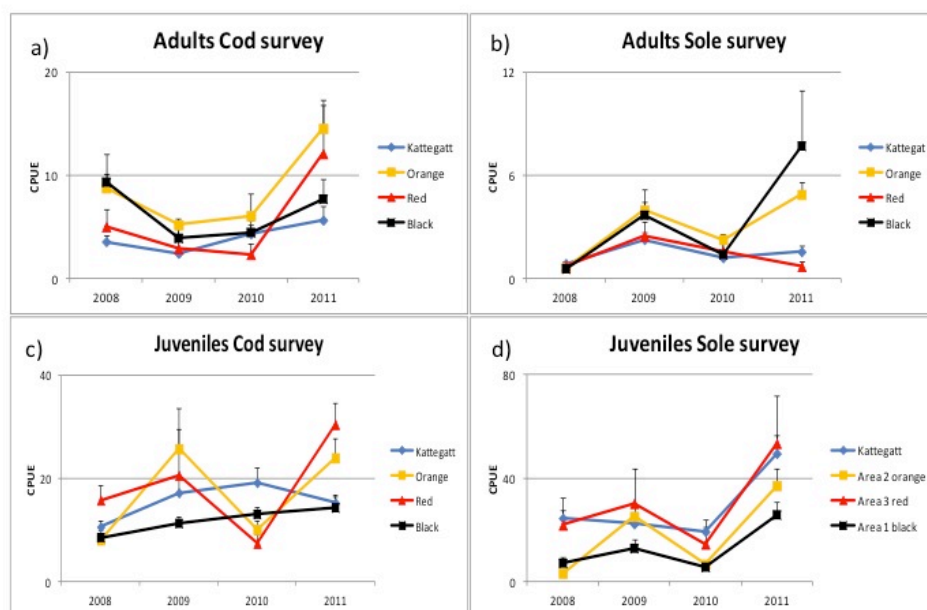 a) Adults Cod survey
20
10
0
CPUE
2008 2009 2010 2011
Kattegatt
Orange
Red
Black
b) Adults Sole survey
12
6
0
CPUE
2008 2009 2010 2011
Kattegat
Orange
Red
Black
c) Juveniles Cod survey
40
20
0
CPUE
2008 2009 2010 2011
Kattegatt
Orange
Red
Black
d) Juveniles Sole survey
80
40
0
CPUE
2008 2009 2010 2011
Kattegatt
Area 2 orange
Area 3 red
Area 1 black